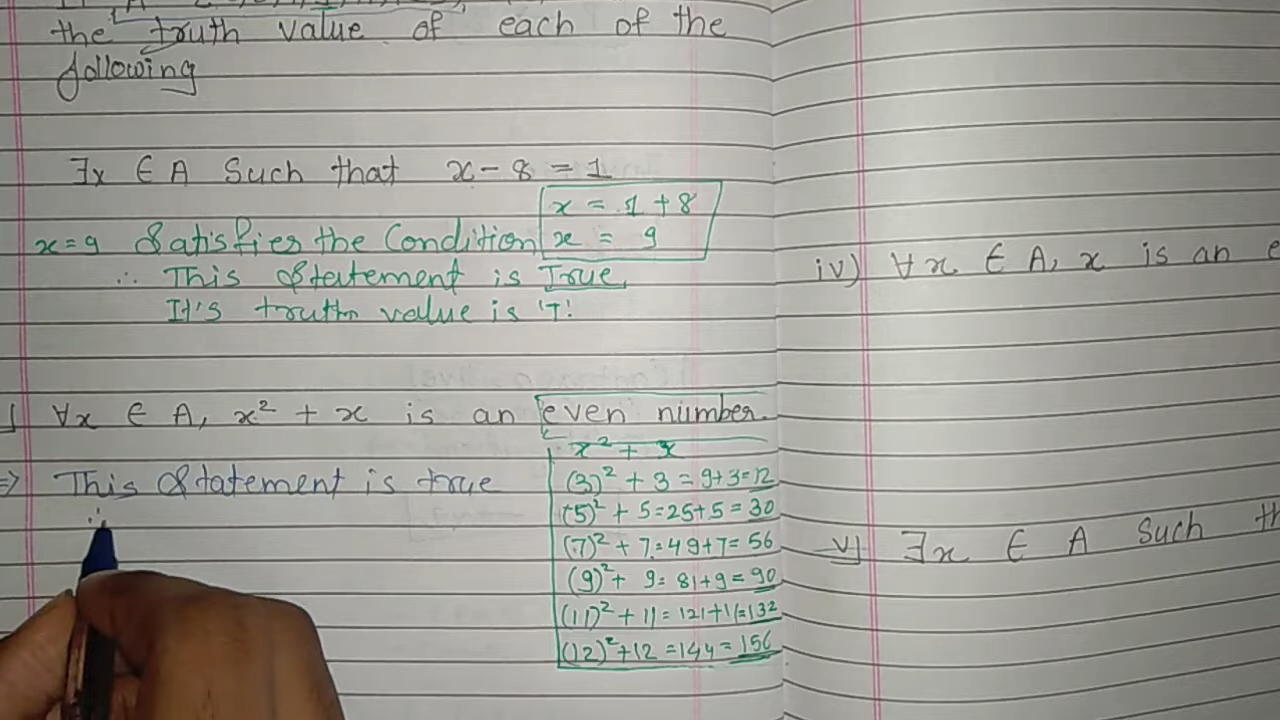 the truth value of each of the
following
∃x ∈ A Such that x - 8 = 1
x = 1 + 8
x = 9
x = 9 Satisfies the Condition
∴ This Statement is True.
It's truth value is 'T'
∀x ∈ A, x² + x is an even number.
x² + x
⇒ This Statement is true
∴
(3)² + 3 = 9+3=12
(5)² + 5=25+5=30
(7)² + 7=49+7=56
(9)² + 9=81+9=90
(11)² + 11=121+11=132
(12)²+12=144=156
iv) ∀x ∈ A, x is an e
v) ∃x ∈ A Such th